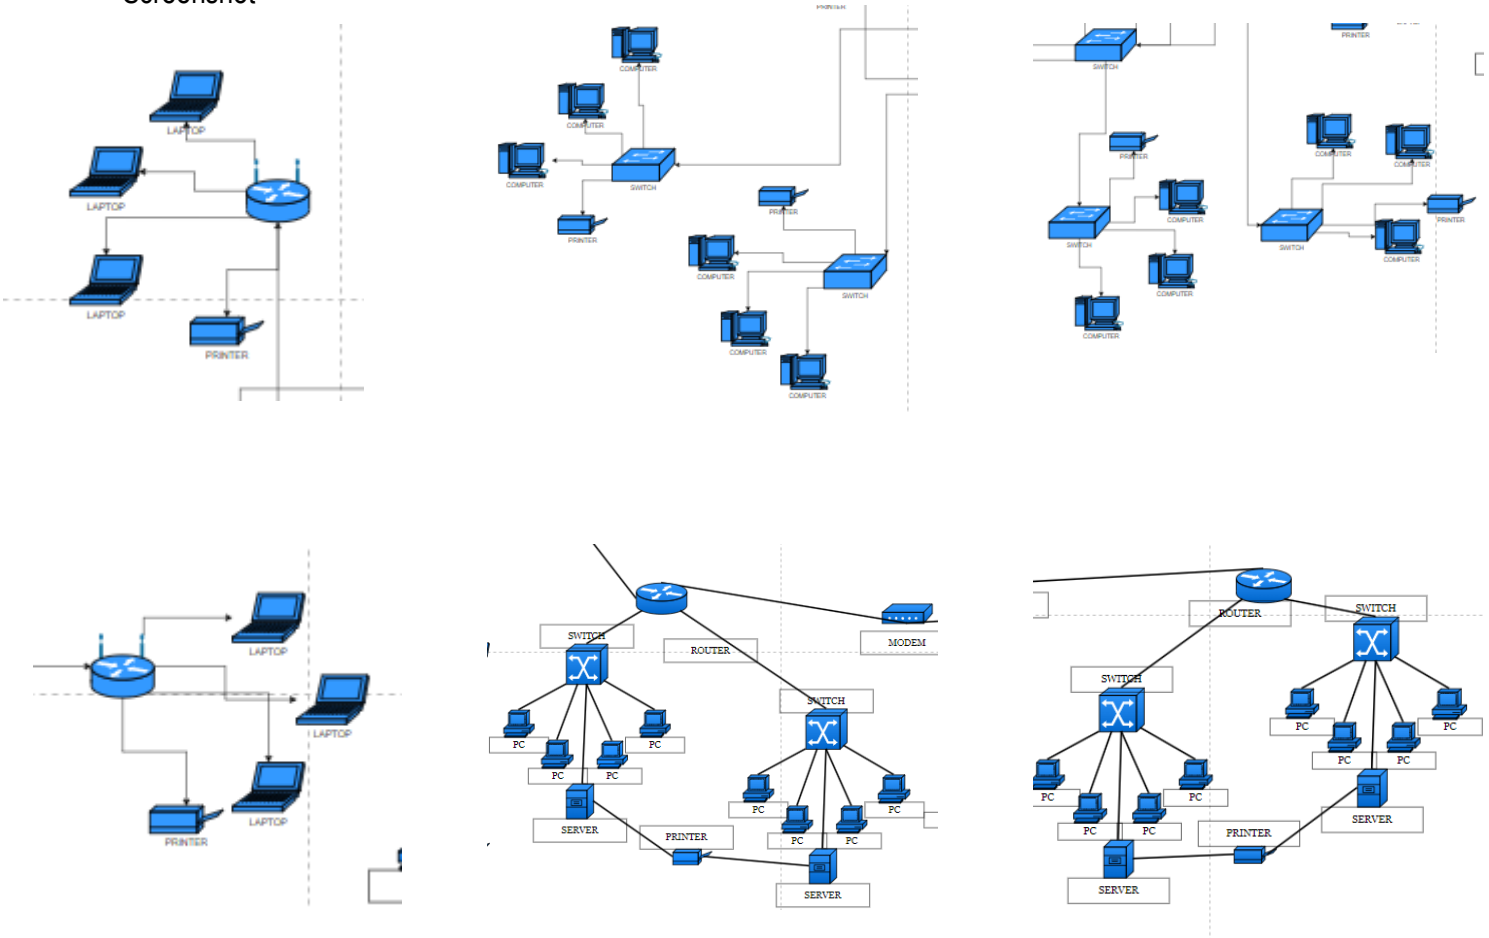 Screenshot
LAPTOP
LAPTOP
LAPTOP
PRINTER
PRINTER
COMPUTER
COMPUTER
COMPUTER
SWITCH
PRINTER
PRINTER
COMPUTER
SWITCH
COMPUTER
COMPUTER
PRINTER
SWITCH
PRINTER
COMPUTER
SWITCH
COMPUTER
COMPUTER
COMPUTER
COMPUTER
PRINTER
SWITCH
COMPUTER
LAPTOP
LAPTOP
LAPTOP
PRINTER
SWITCH
ROUTER
MODEM
PC
PC
PC
PC
SWITCH
SERVER
PRINTER
PC
PC
PC
PC
SERVER
ROUTER
SWITCH
SWITCH
PC
PC
PC
PC
SERVER
PC
PC
PC
PC
PRINTER
SERVER